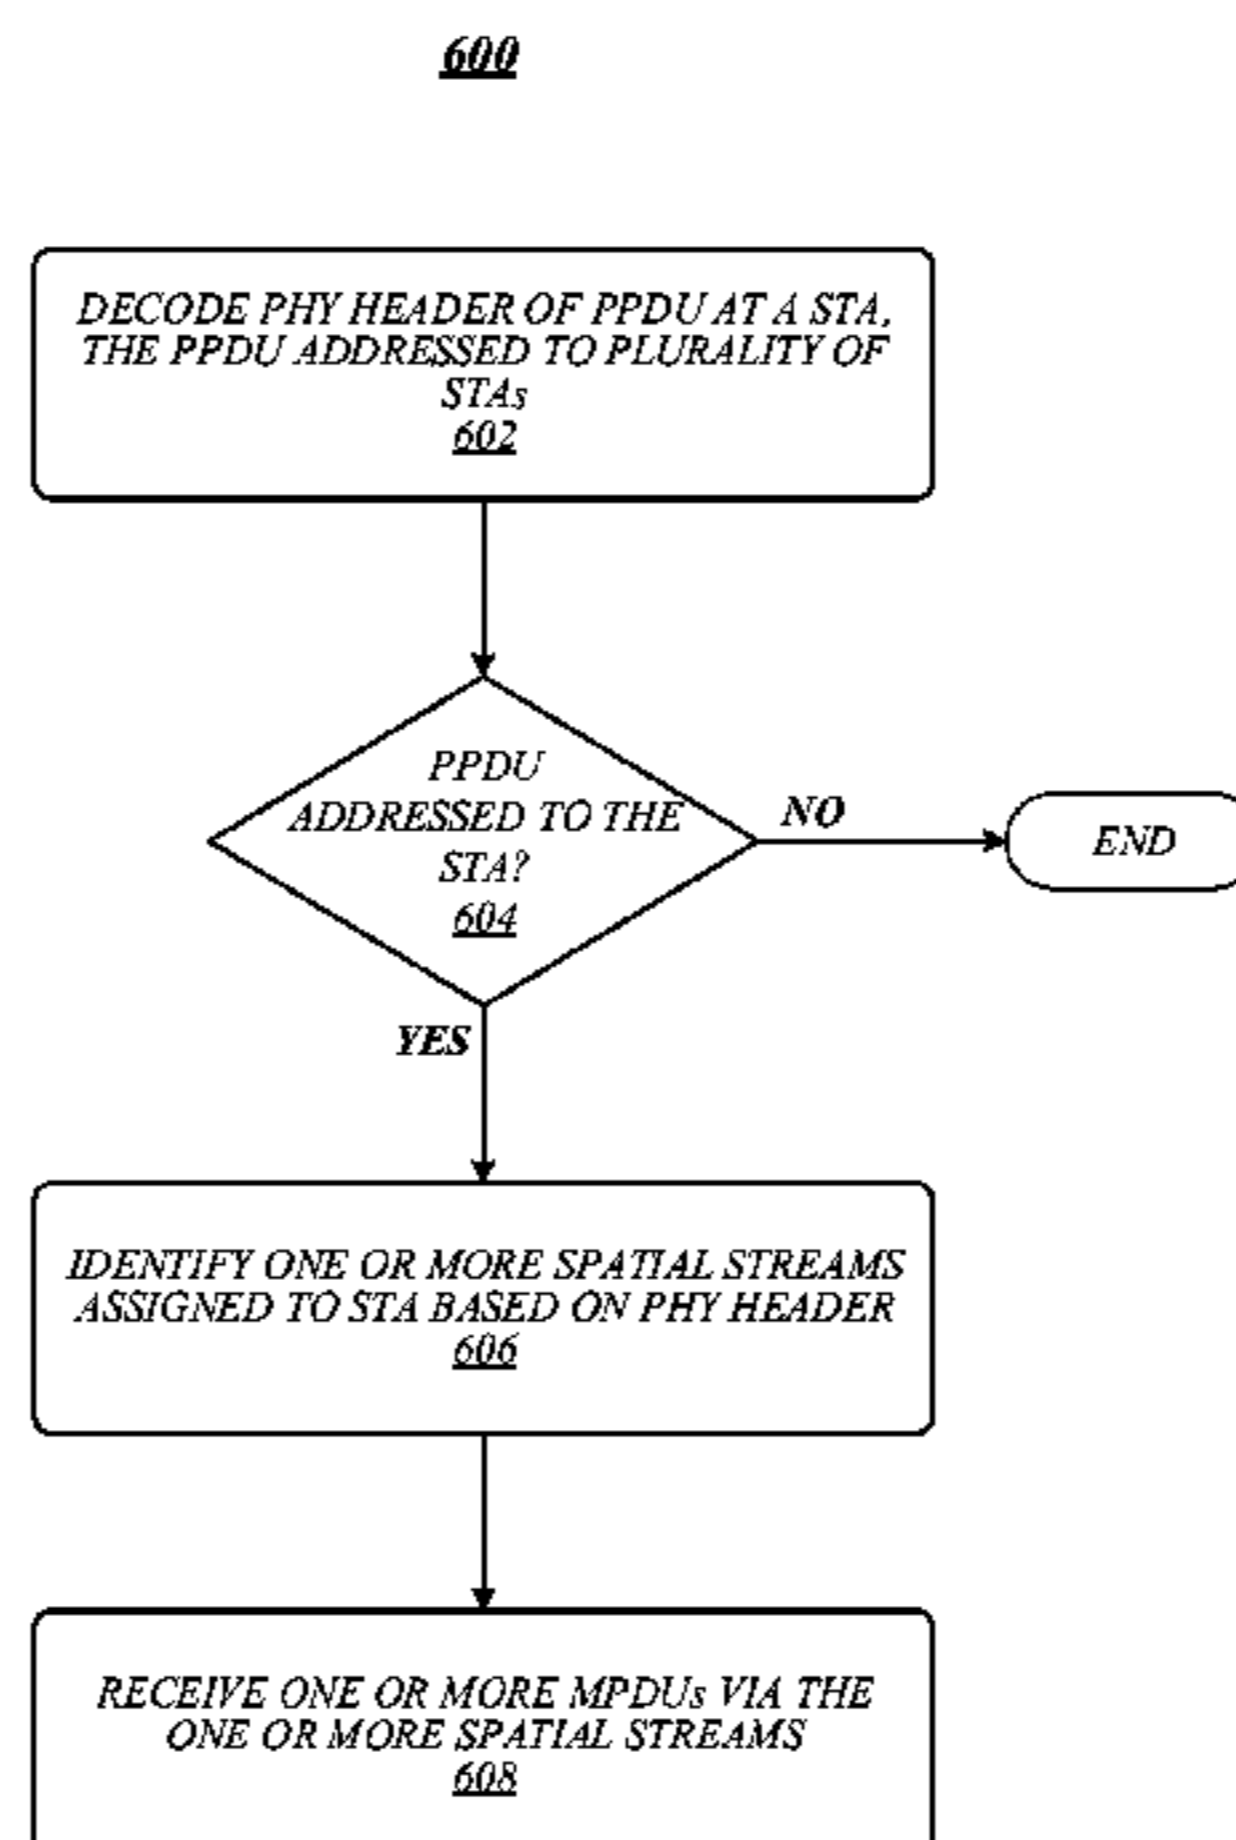 600
DECODE PHY HEADER OF PPDU AT A STA,
THE PPDU ADDRESSED TO PLURALITY OF
STAs
602
PPDU
ADDRESSED TO THE
STA?
604
NO
END
YES
IDENTIFY ONE OR MORE SPATIAL STREAMS
ASSIGNED TO STA BASED ON PHY HEADER
606
RECEIVE ONE OR MORE MPDUs VIA THE
ONE OR MORE SPATIAL STREAMS
608